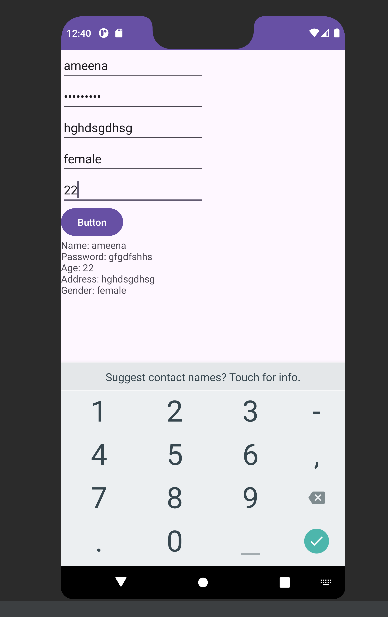 12:40
ameena
•••••••••
hghdsgdhsg
female
22
Button
Name: ameena
Password: gfgdfshhs
Age: 22
Address: hghdsgdhsg
Gender: female
Suggest contact names? Touch for info.
1 2 3 -
4 5 6 ,
7 8 9
. 0 _